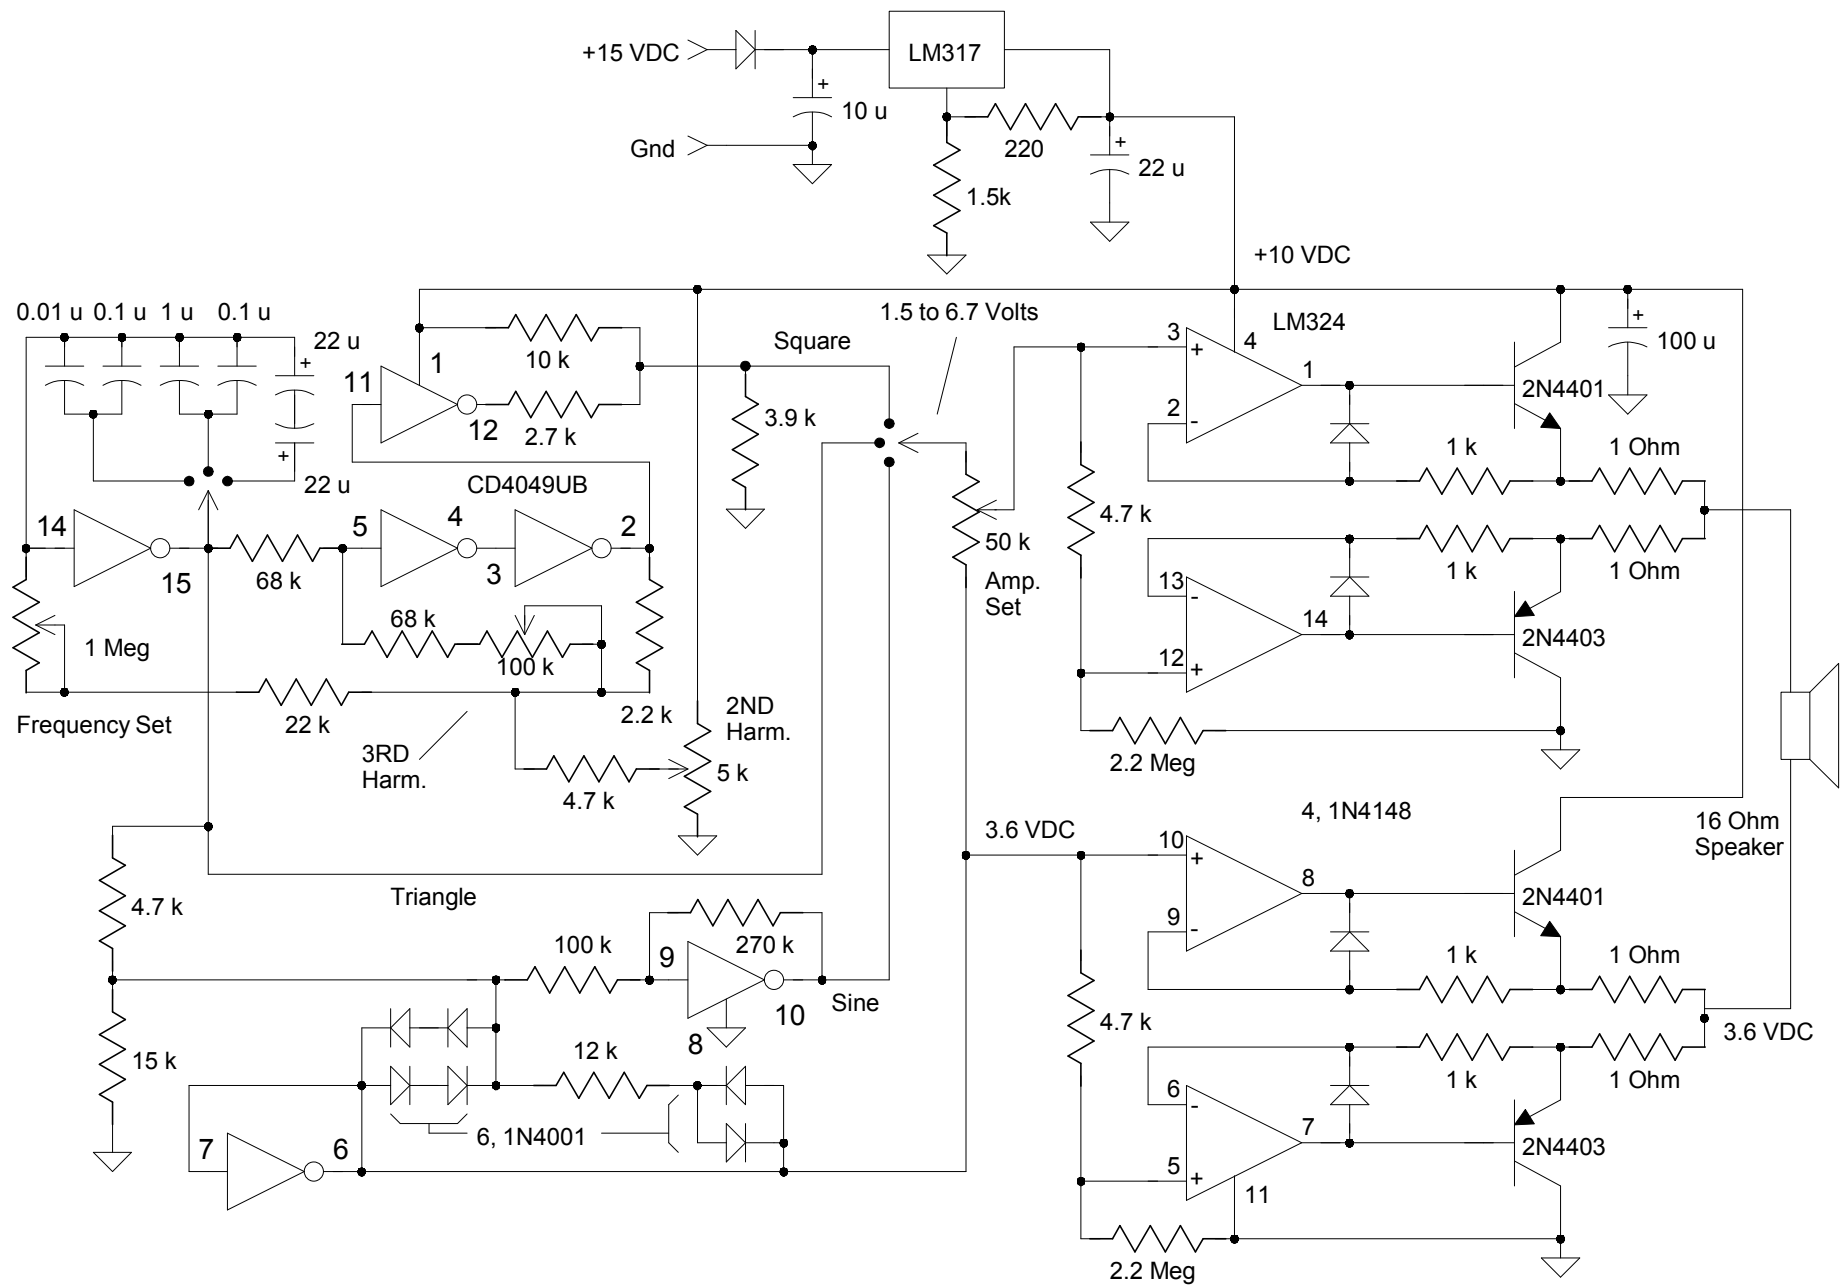 +15 VDC
LM317
10 u
Gnd
220
22 u
1.5k
+10 VDC
0.01 u
0.1 u
1 u
0.1 u
22 u
22 u
1
10 k
11
12
2.7 k
Square
3.9 k
1.5 to 6.7 Volts
LM324
3
+
4
1
2
-
2N4401
100 u
1 k
1 Ohm
CD4049UB
14
15
68 k
5
4
3
2
50 k
Amp.
Set
4.7 k
1 k
1 Ohm
13
-
14
12
+
2N4403
1 Meg
68 k
100 k
22 k
2.2 k
Frequency Set
3RD
Harm.
2ND
Harm.
5 k
4.7 k
2.2 Meg
4, 1N4148
16 Ohm
Speaker
3.6 VDC
10
+
8
9
-
2N4401
Triangle
4.7 k
100 k
270 k
9
10
8
Sine
1 k
1 Ohm
4.7 k
3.6 VDC
15 k
12 k
1 k
1 Ohm
6
-
7
5
+
11
2N4403
6, 1N4001
7
6
2.2 Meg